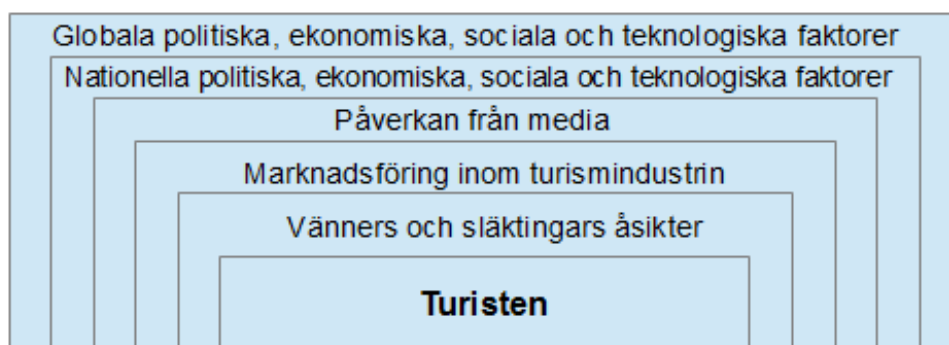 Globala politiska, ekonomiska, sociala och teknologiska faktorer
Nationella politiska, ekonomiska, sociala och teknologiska faktorer
Påverkan från media
Marknadsföring inom turismindustrin
Vänners och släktingars åsikter
Turisten